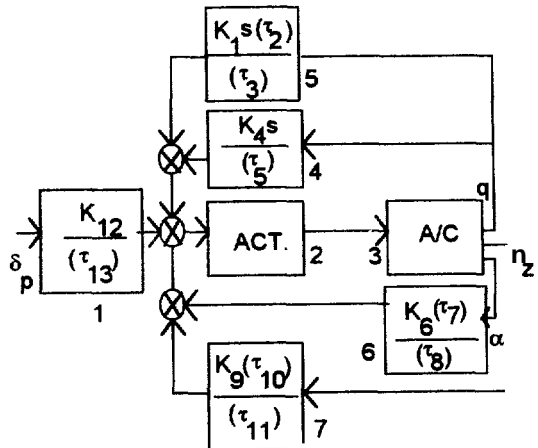 K1s(τ2)
(τ3)
5
K4s
(τ5)
4
q
K12
(τ13)
δp
1
ACT.
2
3
A/C
nz
K6(τ7)
(τ8)
6
α
K9(τ10)
(τ11)
7